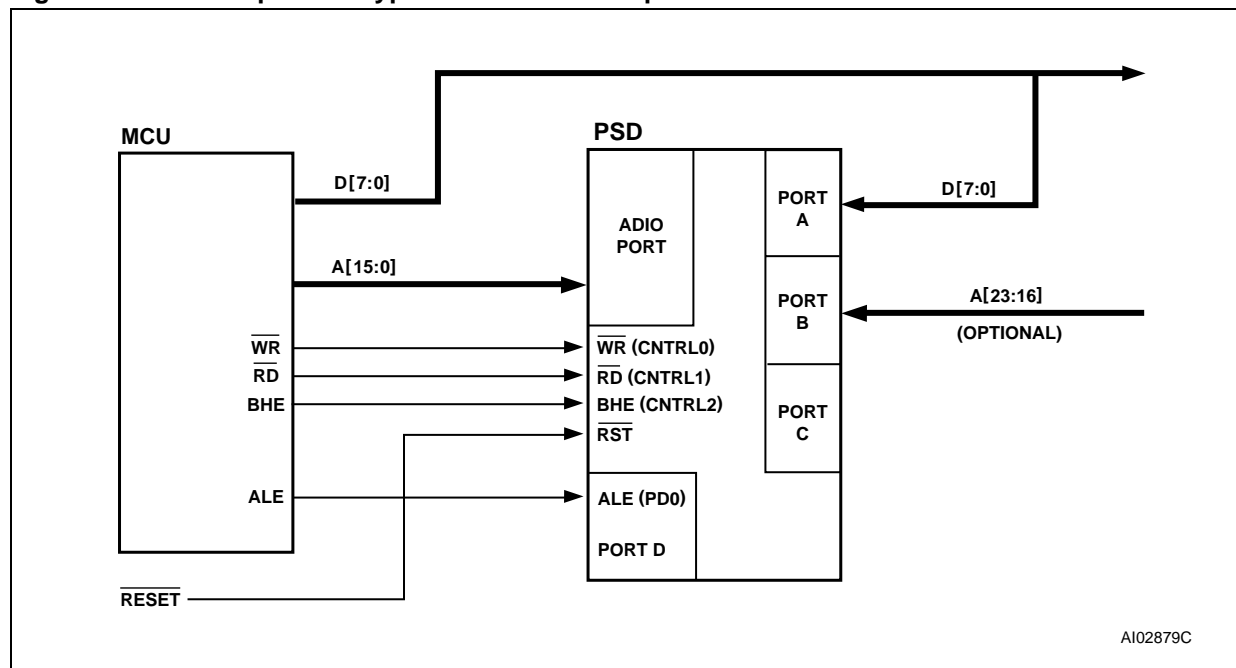 MCU
PSD
D[7:0]
D[7:0]
ADIO
PORT
PORT
A
A[15:0]
PORT
B
A[23:16]
(OPTIONAL)
WR
WR (CNTRL0)
RD
RD (CNTRL1)
BHE
BHE (CNTRL2)
PORT
C
RST
ALE
ALE (PD0)
PORT D
RESET
AI02879C